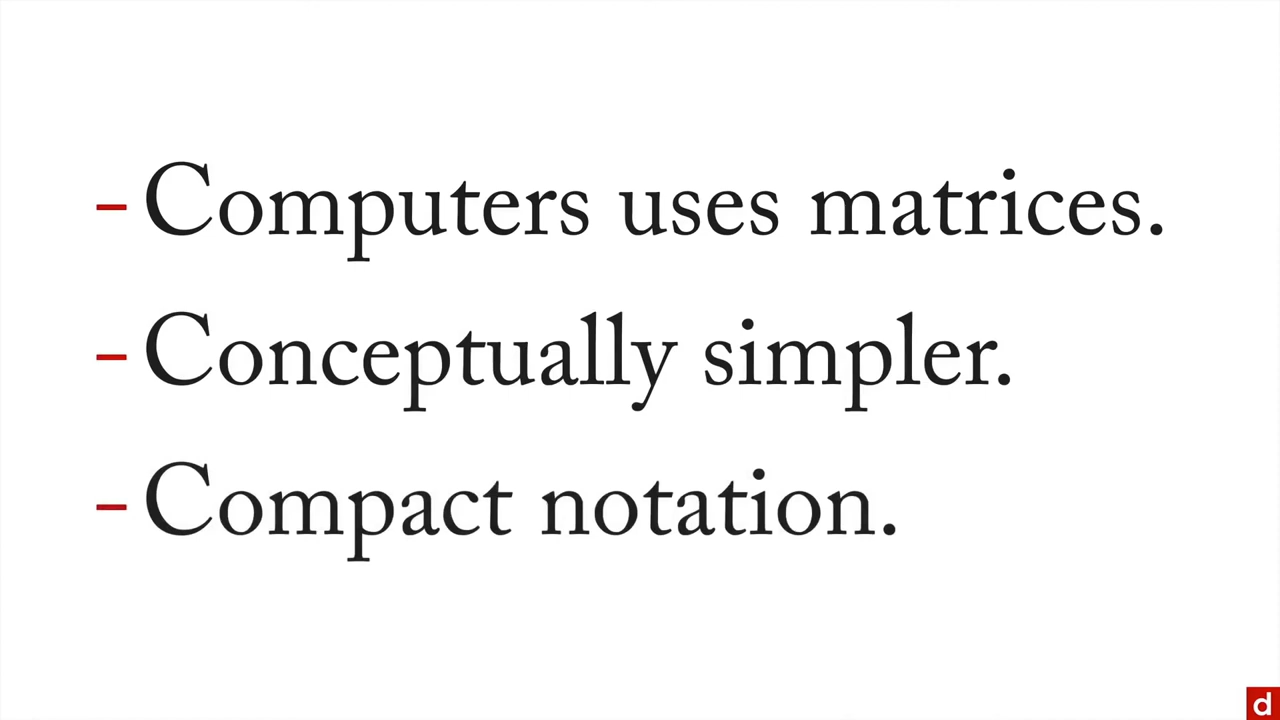 - Computers uses matrices.
- Conceptually simpler.
- Compact notation.
d